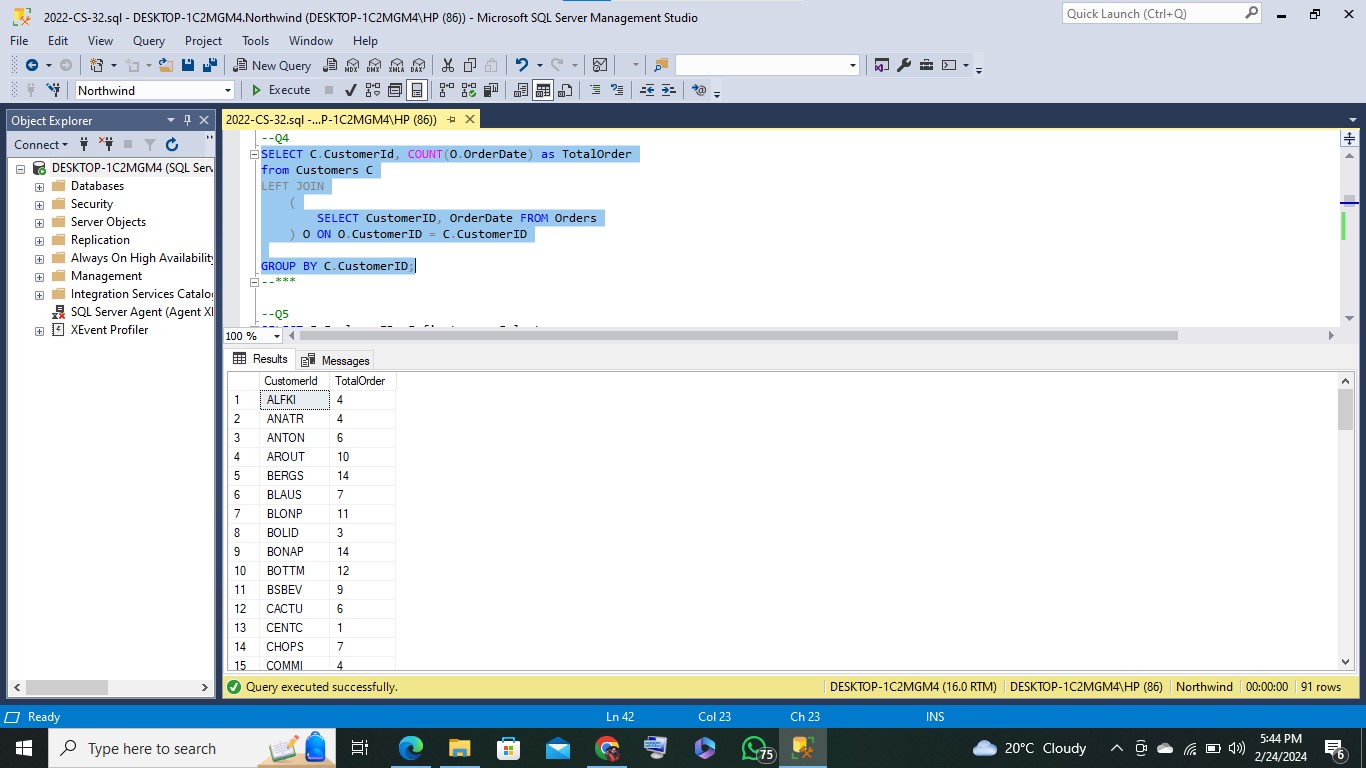 2022-CS-32.sql - DESKTOP-1C2MGM4.Northwind (DESKTOP-1C2MGM4\HP (86)) - Microsoft SQL Server Management Studio
Quick Launch (Ctrl+Q)
File Edit View Query Project Tools Window Help
New Query
MDX DMX XMLA DAX
Northwind
Execute
Object Explorer
Connect
DESKTOP-1C2MGM4 (SQL Serv
Databases
Security
Server Objects
Replication
Always On High Availability
Management
Integration Services Catalo
SQL Server Agent (Agent XI
XEvent Profiler
2022-CS-32.sql -...P-1C2MGM4\HP (86))
--Q4
SELECT C.CustomerId, COUNT(O.OrderDate) as TotalOrder
from Customers C
LEFT JOIN
(
SELECT CustomerID, OrderDate FROM Orders
) O ON O.CustomerID = C.CustomerID
GROUP BY C.CustomerID;
--***
--Q5
100 %
Results Messages
CustomerId TotalOrder
1 ALFKI 4
2 ANATR 4
3 ANTON 6
4 AROUT 10
5 BERGS 14
6 BLAUS 7
7 BLONP 11
8 BOLID 3
9 BONAP 14
10 BOTTM 12
11 BSBEV 9
12 CACTU 6
13 CENTC 1
14 CHOPS 7
15 COMMI 4
Query executed successfully.
DESKTOP-1C2MGM4 (16.0 RTM) DESKTOP-1C2MGM4\HP (86) Northwind 00:00:00 91 rows
Ready Ln 42 Col 23 Ch 23 INS
Type here to search
75
20°C Cloudy
5:44 PM
2/24/2024
6